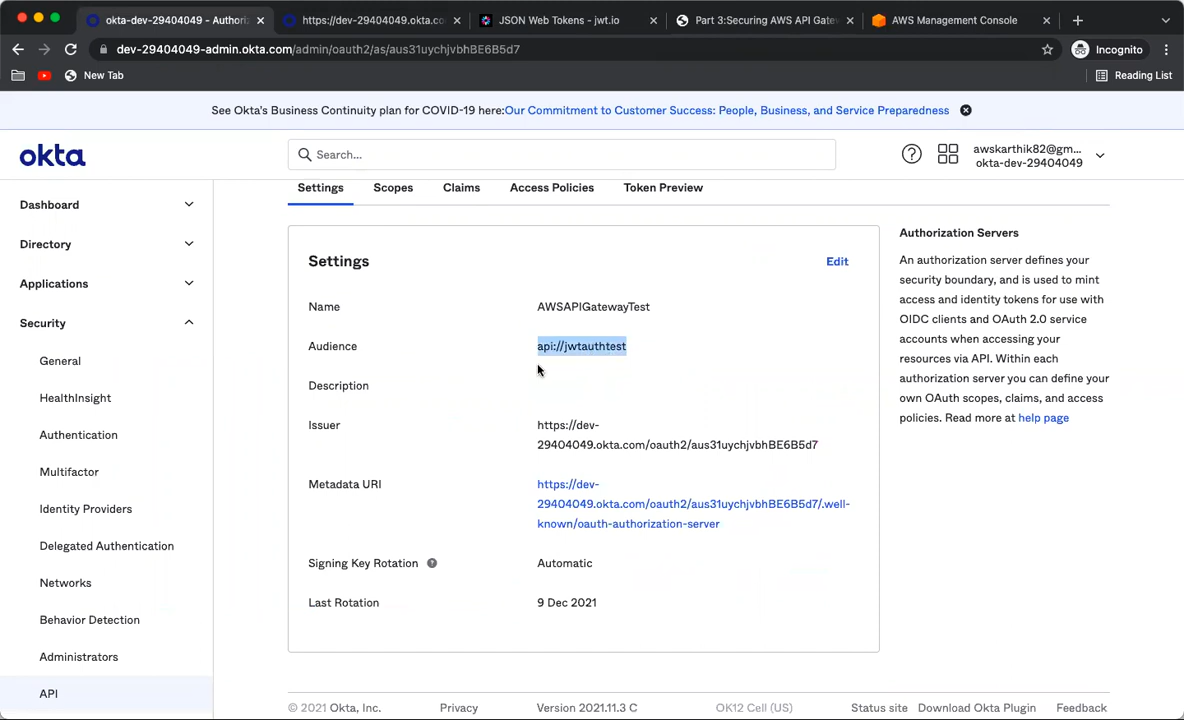 okta-dev-29404049 - Authoriz
https://dev-29404049.okta.co
JSON Web Tokens - jwt.io
Part 3:Securing AWS API Gatew
AWS Management Console
dev-29404049-admin.okta.com/admin/oauth2/as/aus31uychjvbhBE6B5d7
Incognito
New Tab
Reading List
See Okta's Business Continuity plan for COVID-19 here:Our Commitment to Customer Success: People, Business, and Service Preparedness
okta
Search...
awskarthik82@gm...
okta-dev-29404049
Dashboard
Directory
Applications
Security
General
HealthInsight
Authentication
Multifactor
Identity Providers
Delegated Authentication
Networks
Behavior Detection
Administrators
API
Settings
Scopes
Claims
Access Policies
Token Preview
Settings
Edit
Name
AWSAPIGatewayTest
Audience
api://jwtauthtest
Description
Issuer
https://dev-
29404049.okta.com/oauth2/aus31uychjvbhBE6B5d7
Metadata URI
https://dev-
29404049.okta.com/oauth2/aus31uychjvbhBE6B5d7/.well-
known/oauth-authorization-server
Signing Key Rotation
Automatic
Last Rotation
9 Dec 2021
Authorization Servers
An authorization server defines your
security boundary, and is used to mint
access and identity tokens for use with
OIDC clients and OAuth 2.0 service
accounts when accessing your
resources via API. Within each
authorization server you can define your
own OAuth scopes, claims, and access
policies. Read more at help page
© 2021 Okta, Inc.
Privacy
Version 2021.11.3 C
OK12 Cell (US)
Status site
Download Okta Plugin
Feedback